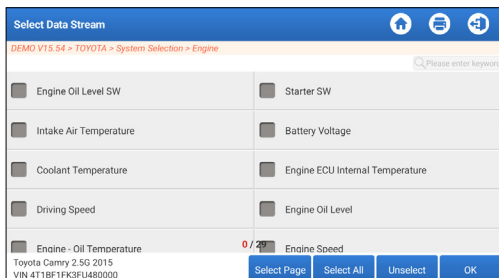 Select Data Stream
DEMO V15.54 > TOYOTA > System Selection > Engine
Please enter keyword
Engine Oil Level SW
Starter SW
Intake Air Temperature
Battery Voltage
Coolant Temperature
Engine ECU Internal Temperature
Driving Speed
Engine Oil Level
Engine - Oil Temperature
0 / 29
Engine Speed
Toyota Camry 2.5G 2015
VIN 4T1BF1FK3FU480000
Select Page
Select All
Unselect
OK